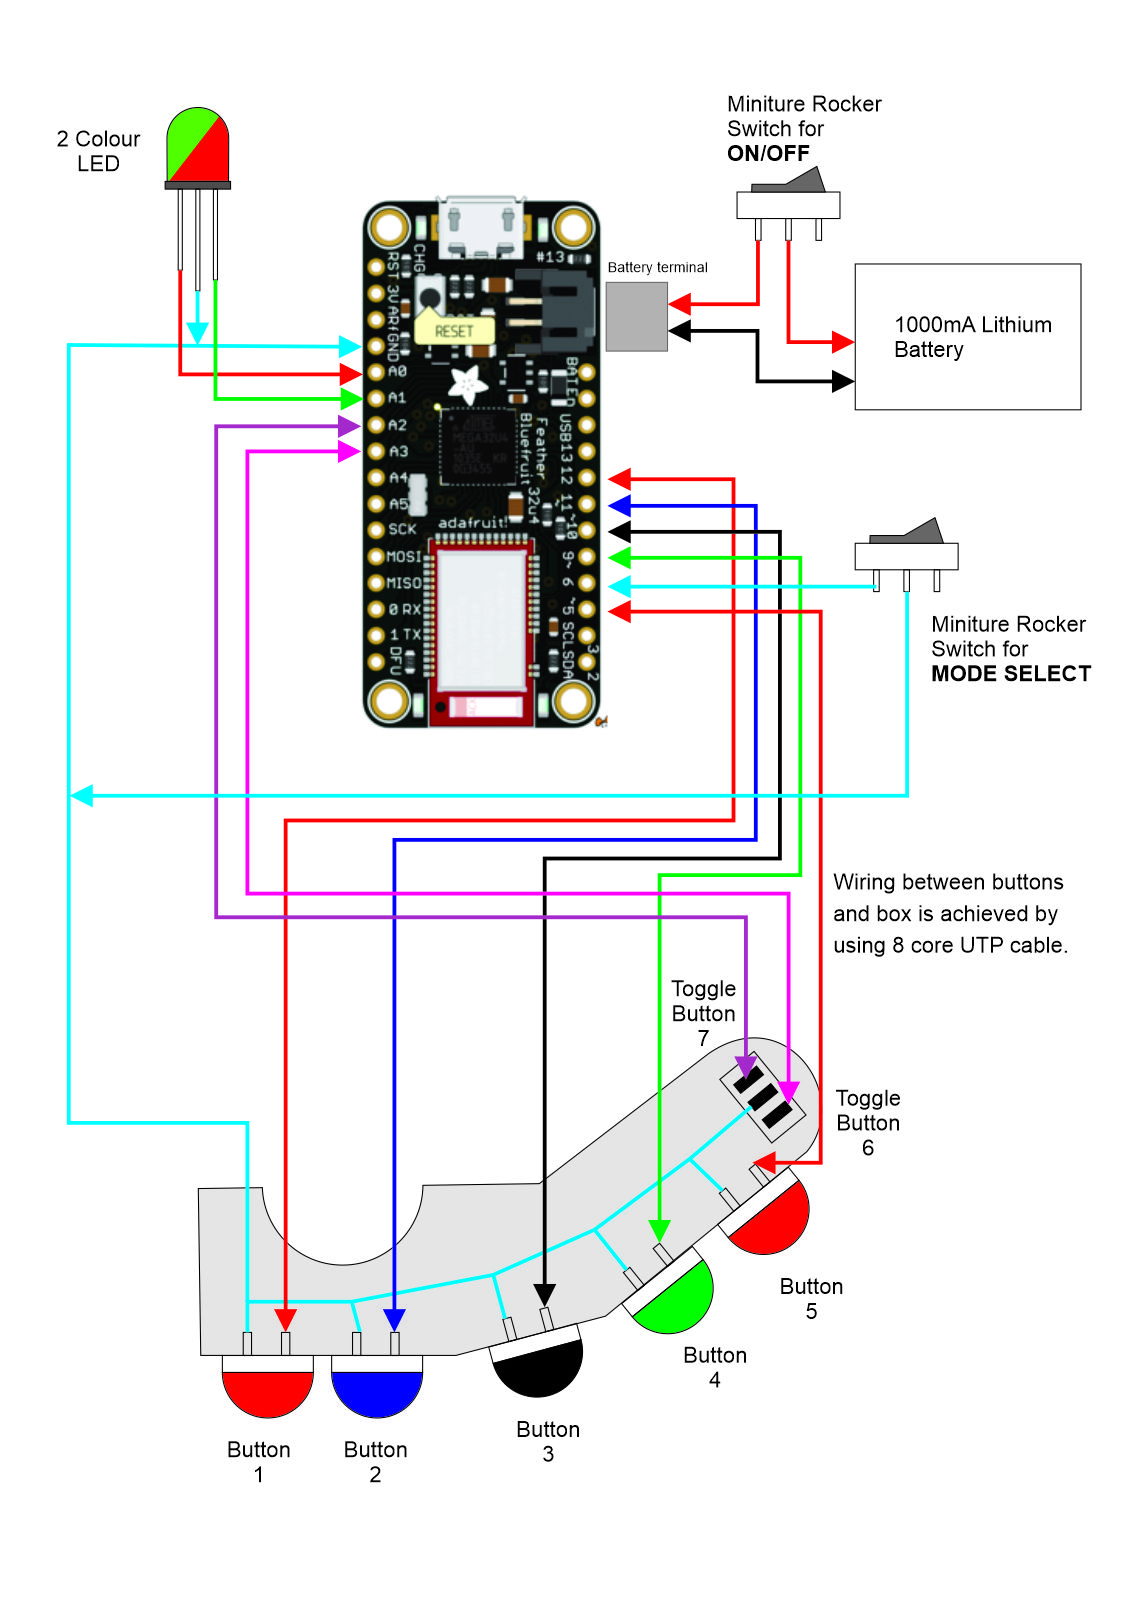 2 Colour
LED
Miniture Rocker
Switch for
ON/OFF
Battery terminal
1000mA Lithium
Battery
#13
CHG
RESET
RST
3V
ARf
GND
A0
A1
A2
A3
A4
A5
SCK
MOSI
MISO
0 RX
1 TX
DFU
BAT
EN
USB
13
12
11
~10
9~
6
~5
SCL
3
SDA
2
MEGA32U4
Feather 32u4
Bluefruit
adafruit!
Miniture Rocker
Switch for
MODE SELECT
Wiring between buttons
and box is achieved by
using 8 core UTP cable.
Toggle
Button
7
Toggle
Button
6
Button
5
Button
4
Button
3
Button
1
Button
2